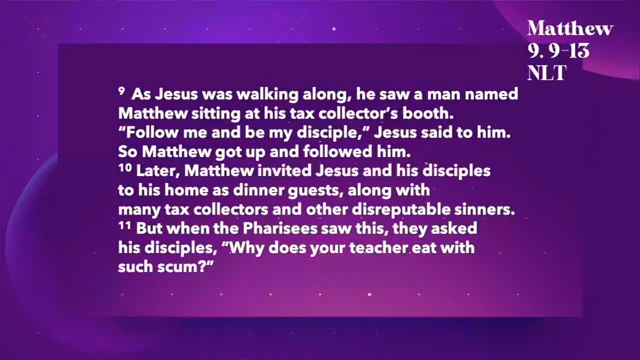 Matthew
9. 9-13
NLT
9 As Jesus was walking along, he saw a man named
Matthew sitting at his tax collector’s booth.
“Follow me and be my disciple,” Jesus said to him.
So Matthew got up and followed him.
10 Later, Matthew invited Jesus and his disciples
to his home as dinner guests, along with
many tax collectors and other disreputable sinners.
11 But when the Pharisees saw this, they asked
his disciples, “Why does your teacher eat with
such scum?”